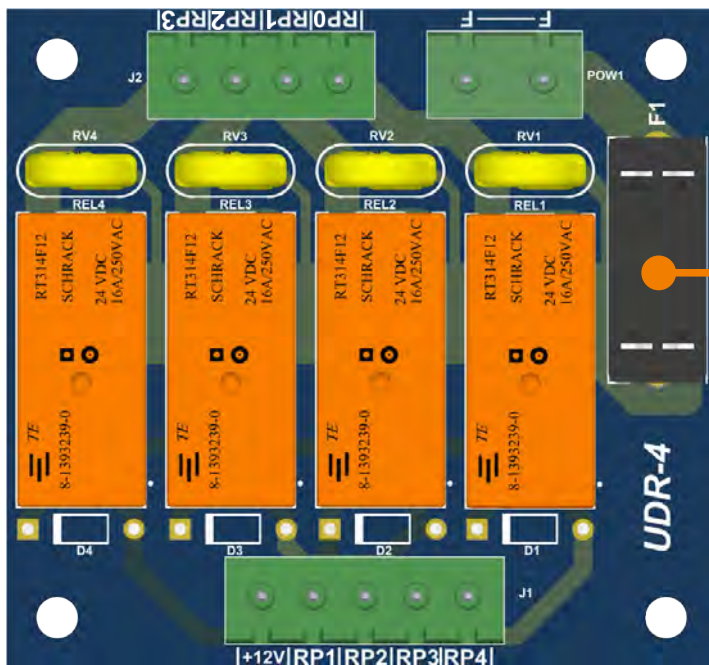 |RP3|RP2|RP1|RP0|
F F
J2
POW1
F1
RV4 RV3 RV2 RV1
REL4 REL3 REL2 REL1
RT314F12
SCHRACK
24 VDC
16A/250VAC
TE
8-1393239-0
RT314F12
SCHRACK
24 VDC
16A/250VAC
TE
8-1393239-0
RT314F12
SCHRACK
24 VDC
16A/250VAC
TE
8-1393239-0
RT314F12
SCHRACK
24 VDC
16A/250VAC
TE
8-1393239-0
UDR-4
D4 D3 D2 D1
J1
|+12V|RP1|RP2|RP3|RP4|